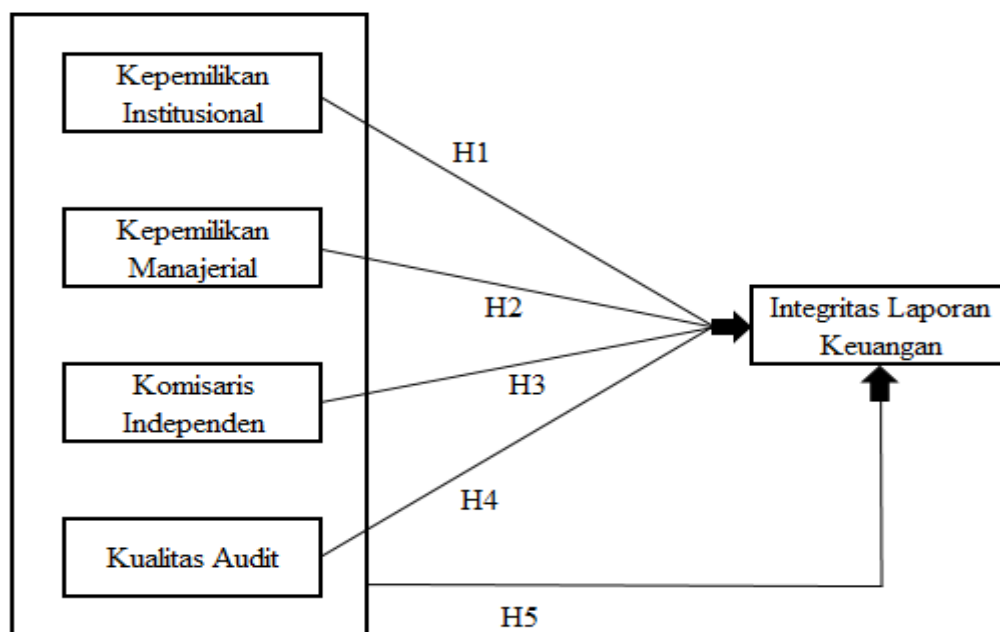 Kepemilikan
Institusional
H1
Kepemilikan
Manajerial
H2
Integritas Laporan
Keuangan
Komisaris
Independen
H3
H4
Kualitas Audit
H5